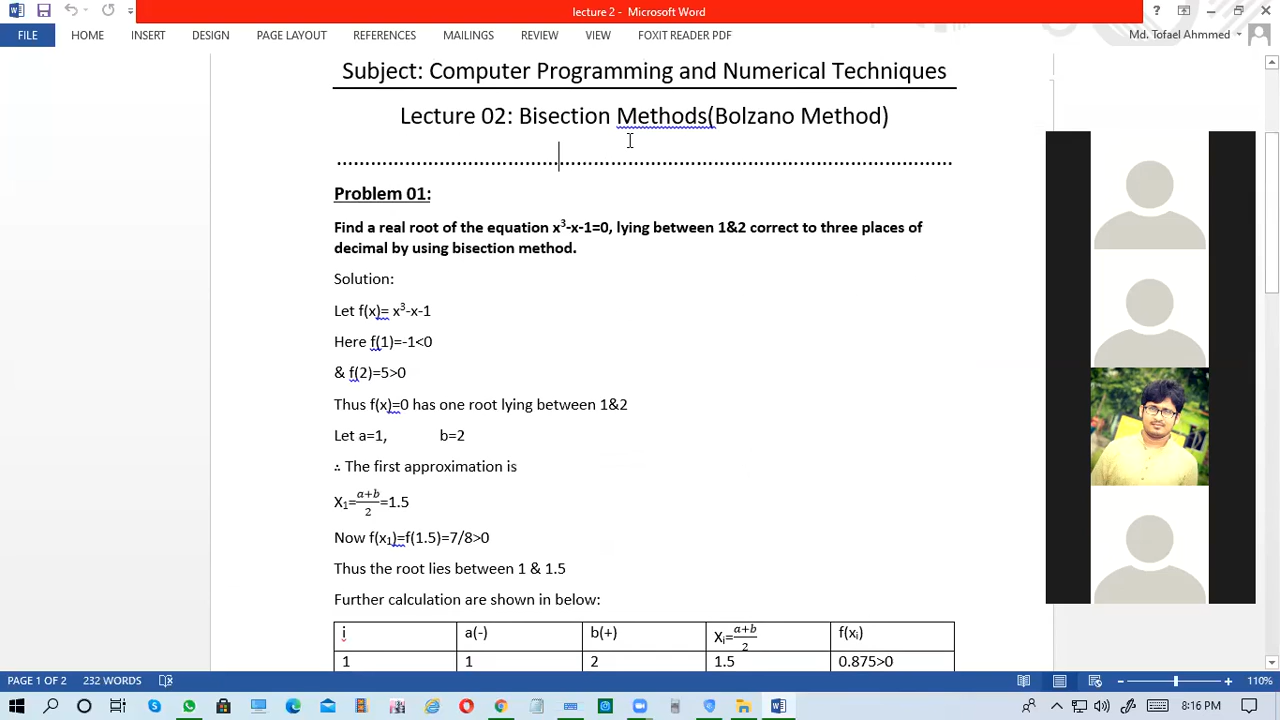 lecture 2 - Microsoft Word
?
FILE HOME INSERT DESIGN PAGE LAYOUT REFERENCES MAILINGS REVIEW VIEW FOXIT READER PDF Md. Tofael Ahmmed
Subject: Computer Programming and Numerical Techniques
Lecture 02: Bisection Methods(Bolzano Method)
Problem 01:
Find a real root of the equation x³-x-1=0, lying between 1&2 correct to three places of
decimal by using bisection method.
Solution:
Let f(x)= x³-x-1
Here f(1)=-1<0
& f(2)=5>0
Thus f(x)=0 has one root lying between 1&2
Let a=1, b=2
∴ The first approximation is
X₁=(a+b)/2=1.5
Now f(x₁)=f(1.5)=7/8>0
Thus the root lies between 1 & 1.5
Further calculation are shown in below:
i a(-) b(+) Xᵢ=(a+b)/2 f(xᵢ)
1 1 2 1.5 0.875>0
PAGE 1 OF 2 232 WORDS 110%
8:16 PM